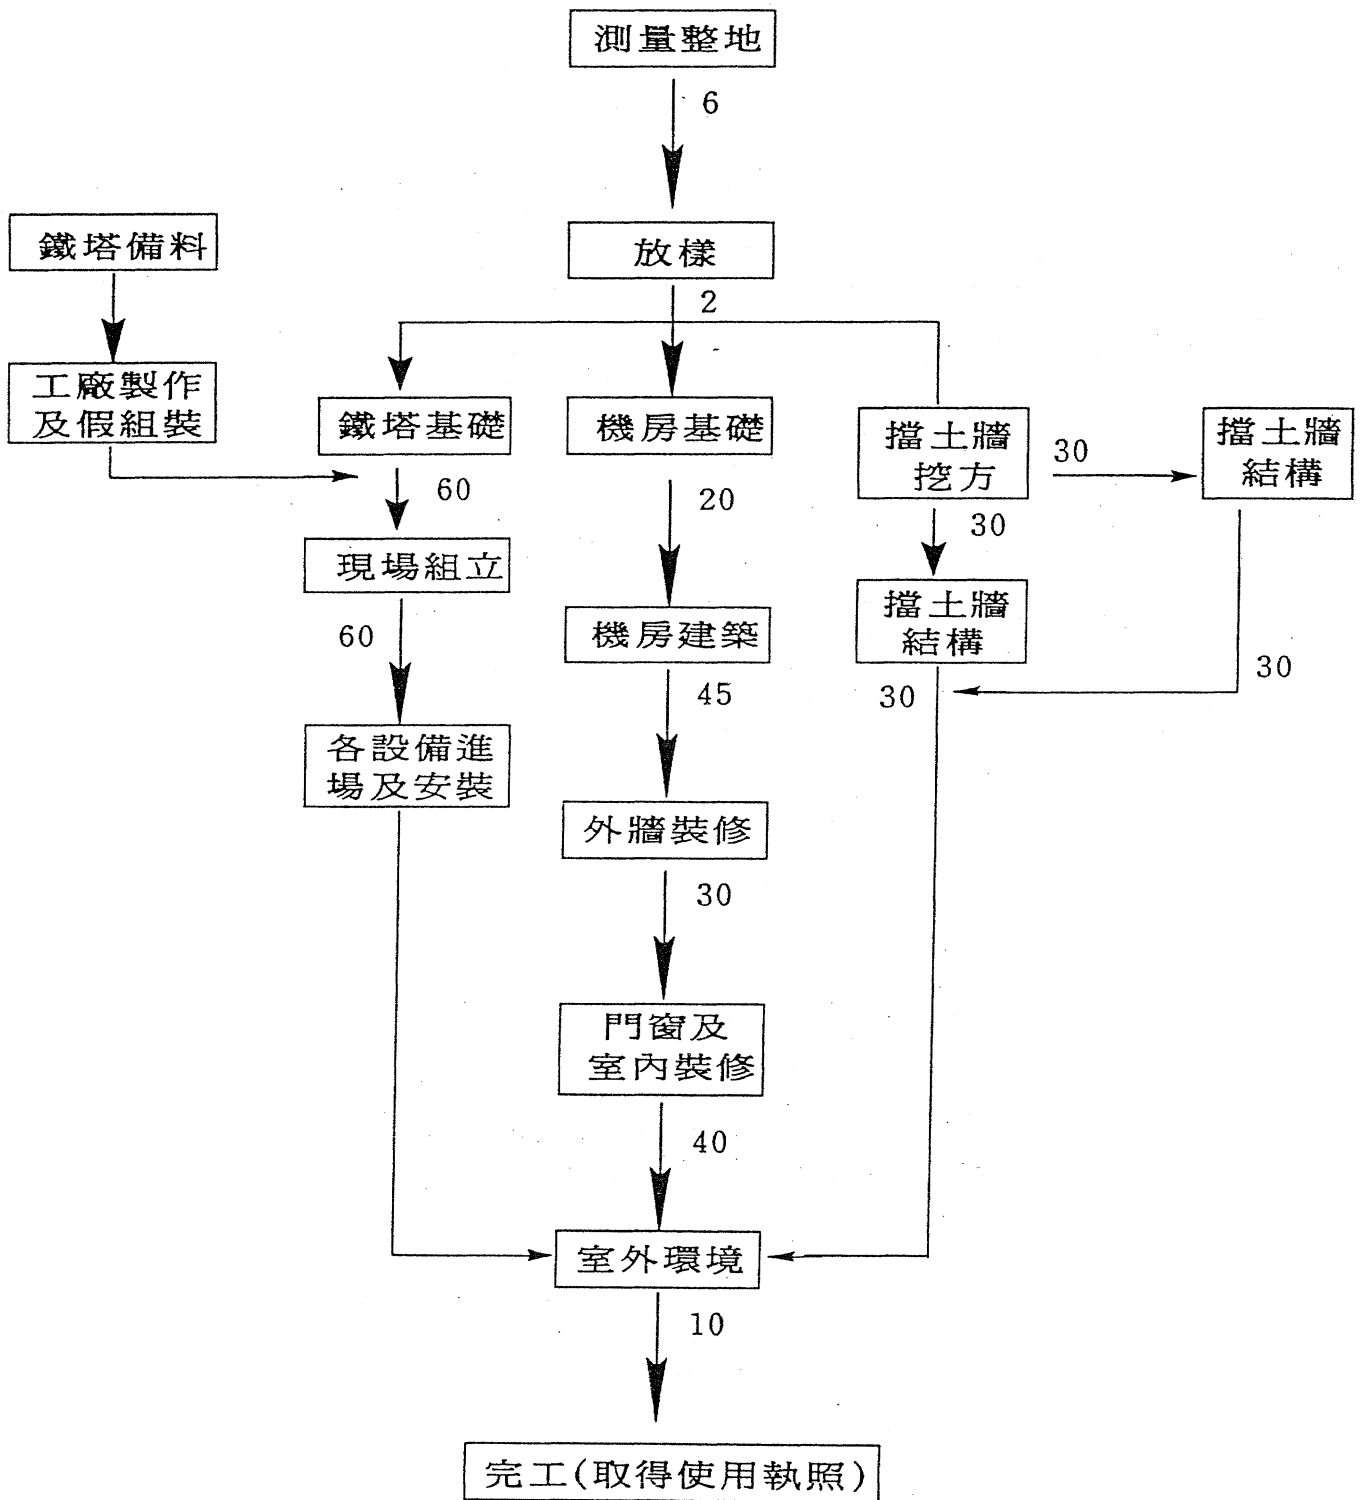 測量整地
6
放樣
2
鐵塔備料
工廠製作
及假組裝
鐵塔基礎
60
現場組立
60
各設備進
場及安裝
機房基礎
20
機房建築
45
外牆裝修
30
門窗及
室內裝修
40
擋土牆
挖方
30
30
擋土牆
結構
30
擋土牆
結構
30
室外環境
10
完工(取得使用執照)